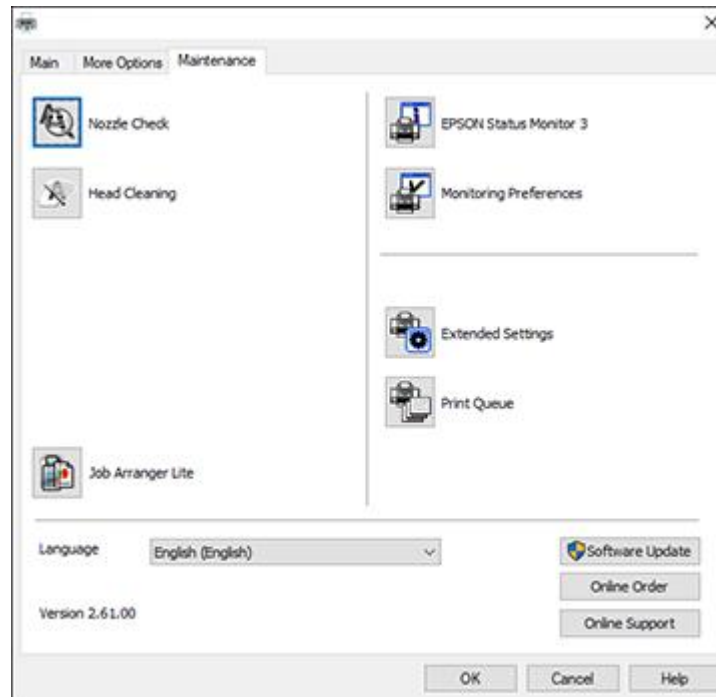 Main More Options Maintenance
Nozzle Check
Head Cleaning
Job Arranger Lite
EPSON Status Monitor 3
Monitoring Preferences
Extended Settings
Print Queue
Language English (English)
Version 2.61.00
Software Update
Online Order
Online Support
OK Cancel Help